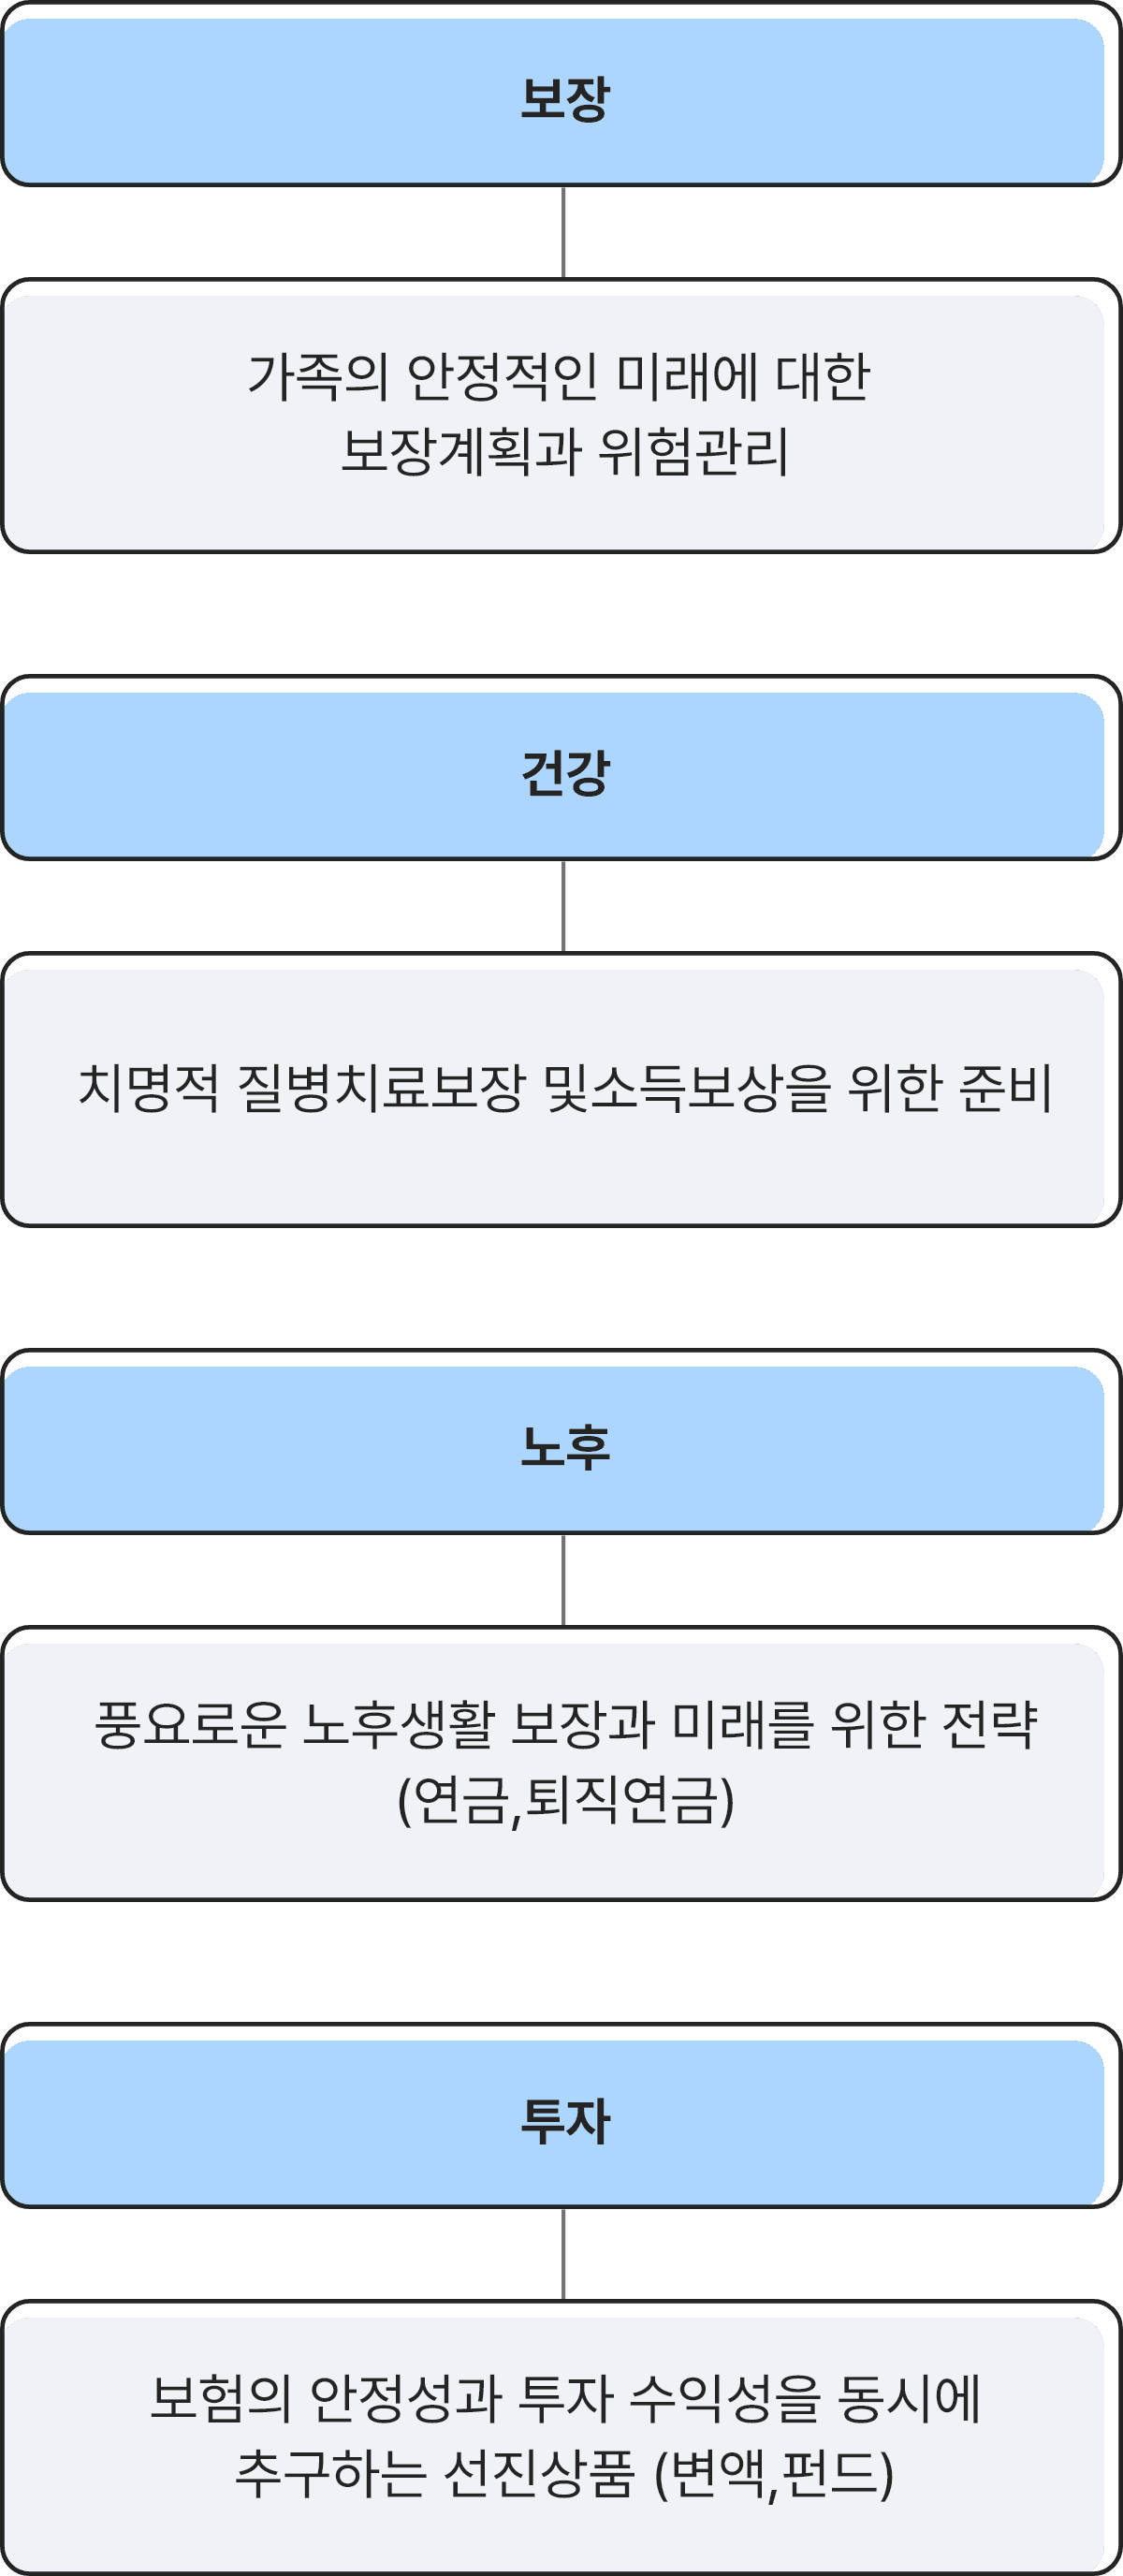 보장
가족의 안정적인 미래에 대한
보장계획과 위험관리
건강
치명적 질병치료보장 및소득보상을 위한 준비
노후
풍요로운 노후생활 보장과 미래를 위한 전략
(연금,퇴직연금)
투자
보험의 안정성과 투자 수익성을 동시에
추구하는 선진상품 (변액,펀드)